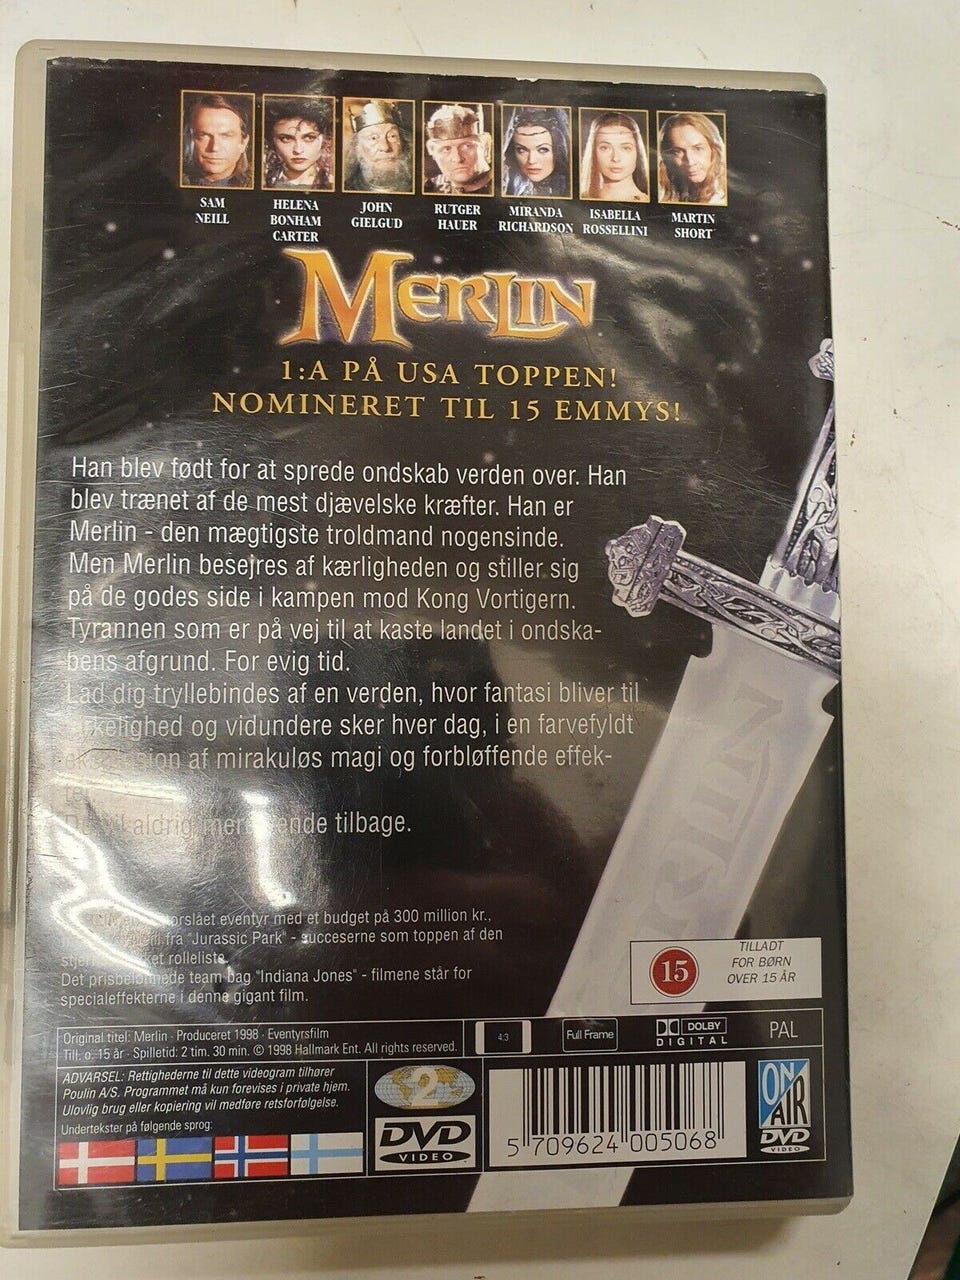 SAM NEILL
HELENA BONHAM CARTER
JOHN GIELGUD
RUTGER HAUER
MIRANDA RICHARDSON
ISABELLA ROSSELLINI
MARTIN SHORT
MERLIN
1:A PÅ USA TOPPEN!
NOMINERET TIL 15 EMMYS!
Han blev født for at sprede ondskab verden over. Han
blev trænet af de mest djævelske kræfter. Han er
Merlin - den mægtigste troldmand nogensinde.
Men Merlin besejres af kærligheden og stiller sig
på de godes side i kampen mod Kong Vortigern.
Tyrannen som er på vej til at kaste landet i ondska-
bens afgrund. For evig tid.
Lad dig tryllebindes af en verden, hvor fantasi bliver til
og vidundere sker hver dag, i en farvefyldt
af mirakuløs magi og forbløffende effek-
aldrig tilbage.
eventyr med et budget på 300 million kr.,
fra "Jurassic Park" - succeserne som toppen af den
rolleliste.
Det prisbelønnede team bag "Indiana Jones" - filmene står for
specialeffekterne i denne gigant film.
MERLIN
15
TILLADT
FOR BØRN
OVER 15 ÅR
Original titel: Merlin · Produceret 1998 · Eventyrsfilm
Till. o. 15 år · Spilletid: 2 tim. 30 min. © 1998 Hallmark Ent. All rights reserved.
4:3
Full Frame
DOLBY
DIGITAL
PAL
ADVARSEL: Rettighederne til dette videogram tilhører
Poulin A/S. Programmet må kun forevises i private hjem.
Ulovlig brug eller kopiering vil medføre retsforfølgelse.
Undertekster på følgende sprog:
2
DVD
VIDEO
5 709624 005068
ON AIR
DVD
VIDEO